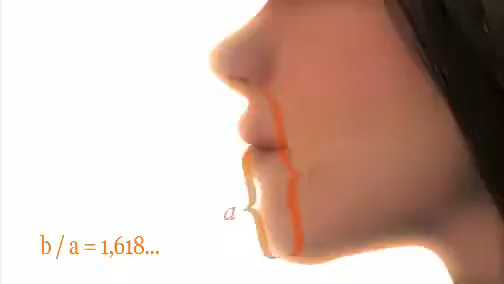 a
b / a = 1,618...